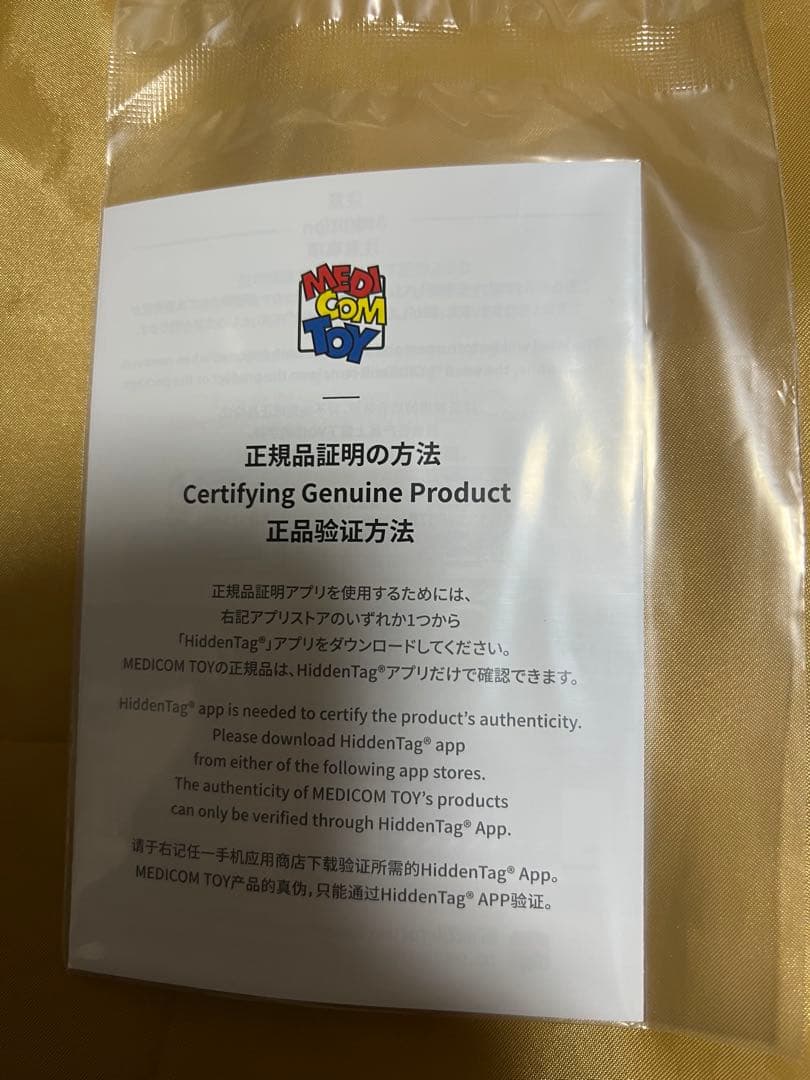 MEDI
COM
TOY
正規品証明の方法
Certifying Genuine Product
正品验证方法
正規品証明アプリを使用するためには、
右記アプリストアのいずれか1つから
「HiddenTag®」アプリをダウンロードしてください。
MEDICOM TOYの正規品は、HiddenTag®アプリだけで確認できます。
HiddenTag® app is needed to certify the product's authenticity.
Please download HiddenTag® app
from either of the following app stores.
The authenticity of MEDICOM TOY's products
can only be verified through HiddenTag® App.
请于右记任一手机应用商店下载验证所需的HiddenTag® App。
MEDICOM TOY产品的真伪，只能通过HiddenTag® APP验证。